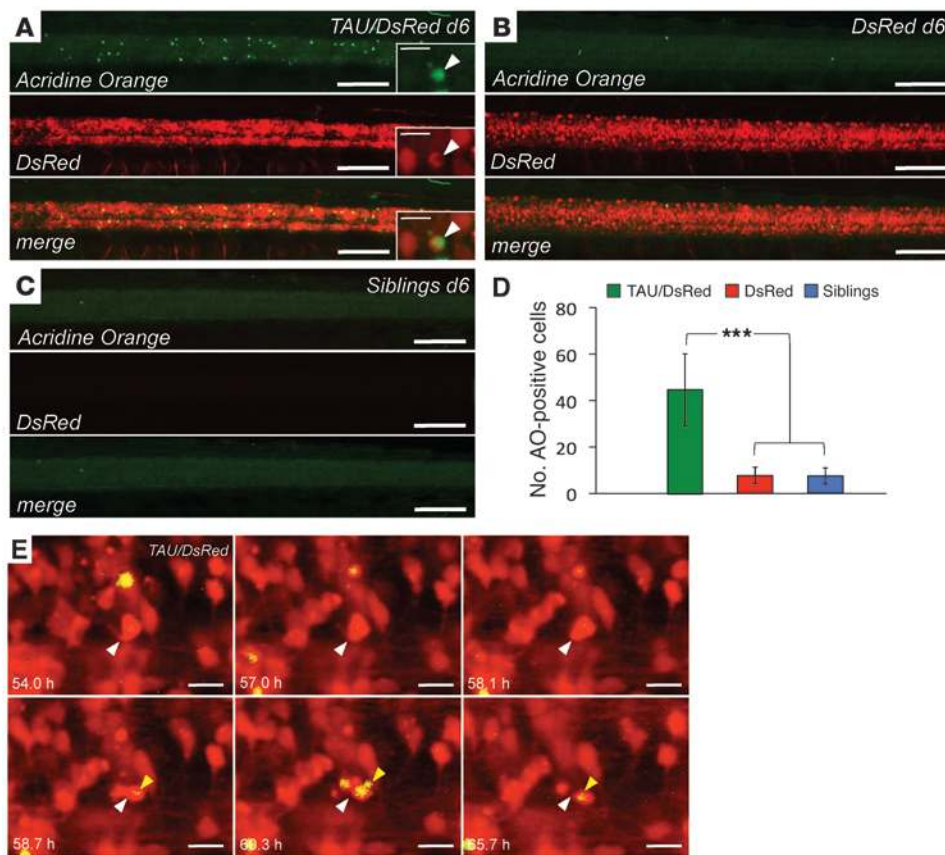 A
TAU/DsRed d6
Acridine Orange
DsRed
merge
B
DsRed d6
Acridine Orange
DsRed
merge
C
Siblings d6
Acridine Orange
DsRed
merge
D
TAU/DsRed DsRed Siblings
***
No. AO-positive cells
80
60
40
20
0
E
TAU/DsRed
54.0 h
57.0 h
58.1 h
58.7 h
60.3 h
65.7 h